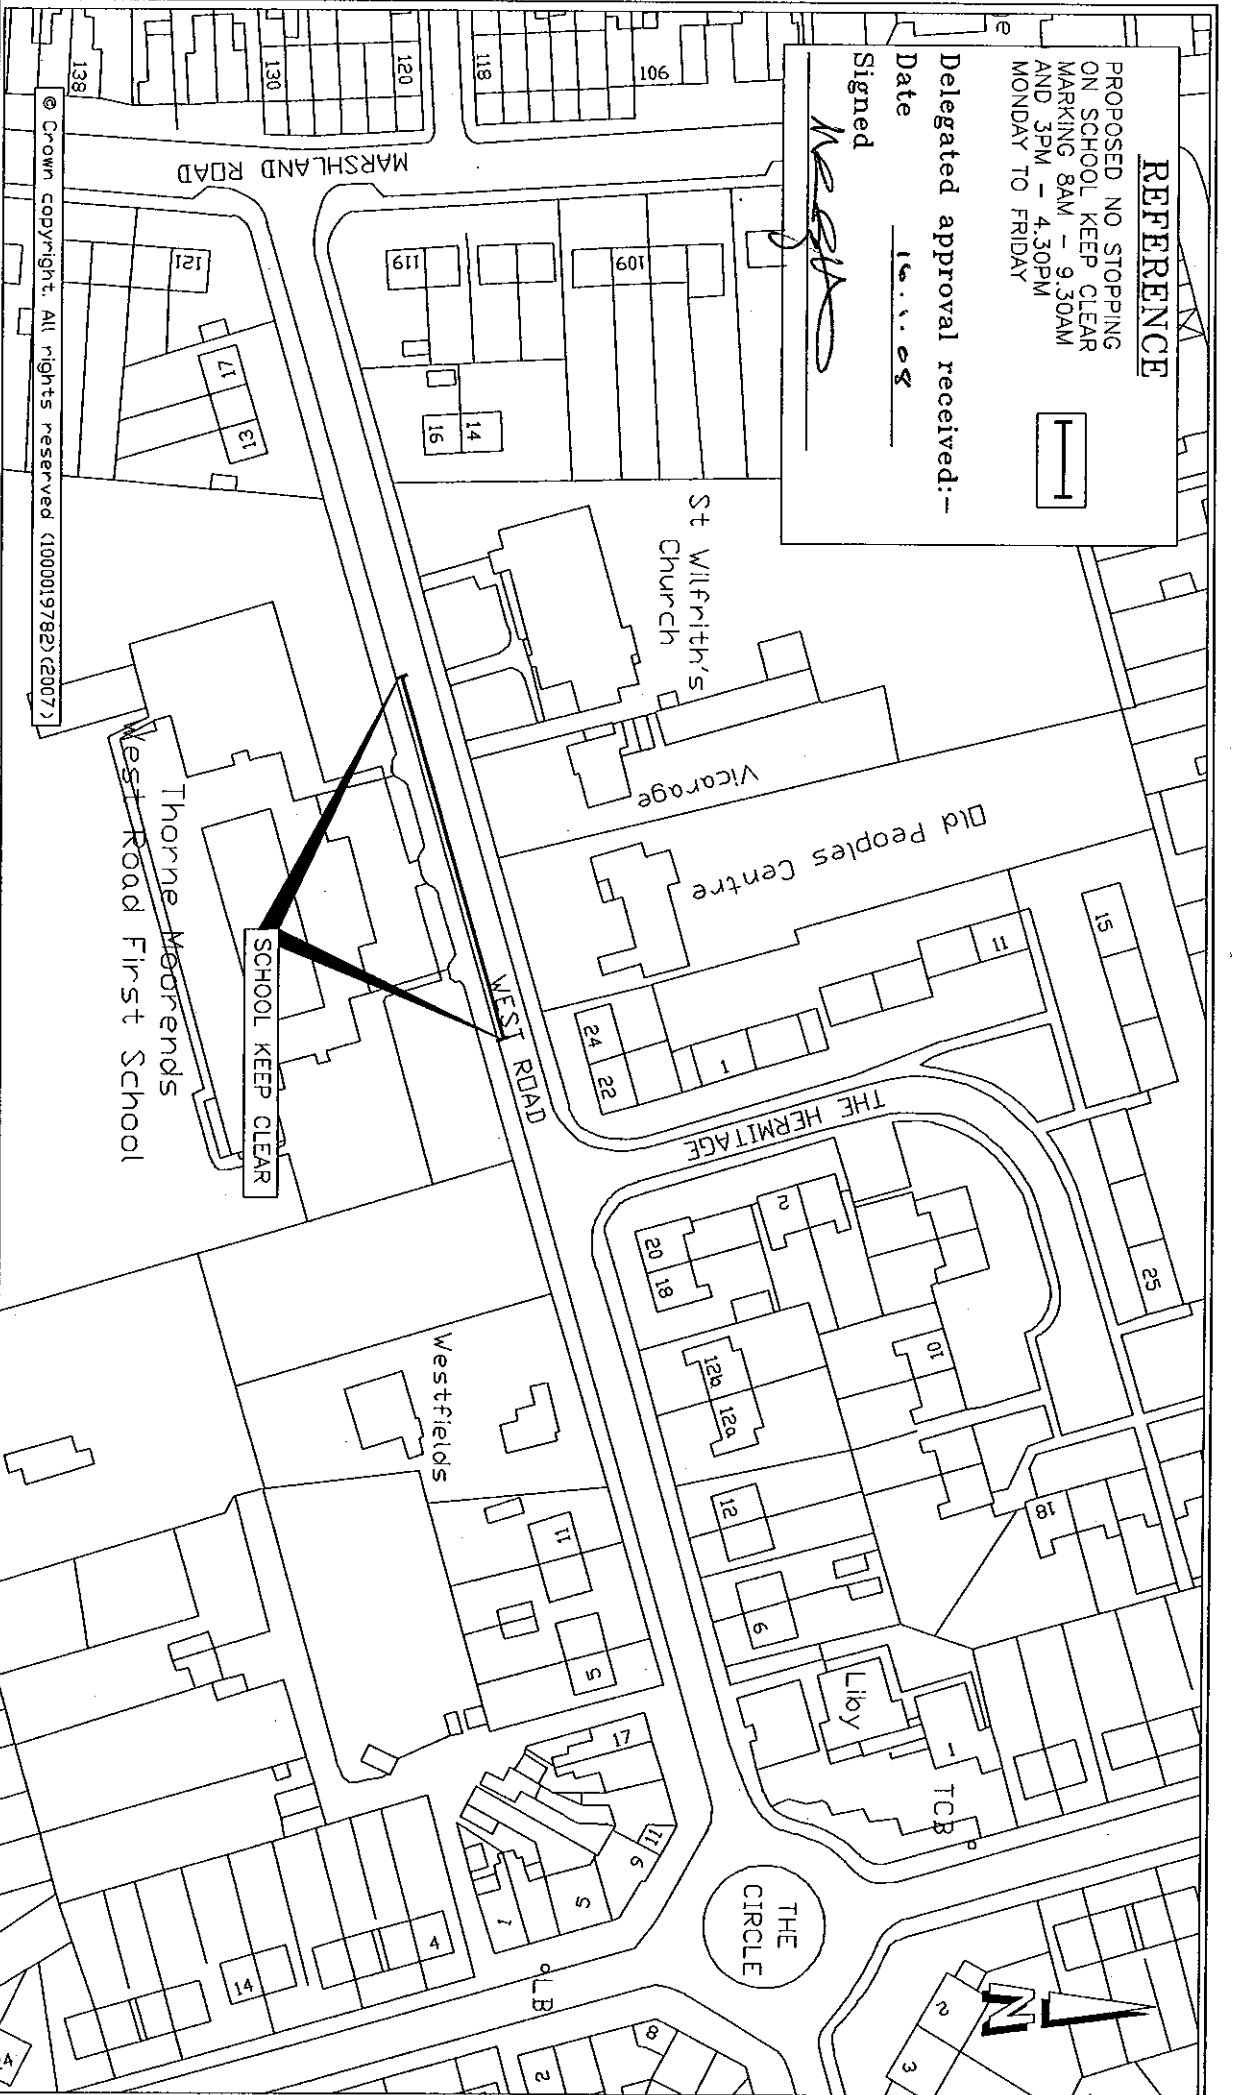 REFERENCE
PROPOSED NO STOPPING
ON SCHOOL KEEP CLEAR
MARKING 8AM - 9.30AM
AND 3PM - 4.30PM
MONDAY TO FRIDAY
Delegated approval received:-
Date
Signed
© Crown copyright. All rights reserved (1000019782)(2007)
MARSHLAND ROAD
138
130
120
118
106
121
119
109
17
13
16
14
St Wilfrith's
Church
Vicarage
Old Peoples Centre
Thorne Moorends
West Road First School
SCHOOL KEEP CLEAR
WEST ROAD
THE HERMITAGE
24
22
1
11
15
25
2
20
18
10
12b
12a
12
6
18
Westfields
11
5
Liby
1
TCB
17
11
9
5
1
4
14
THE
CIRCLE
LB
8
2
2
3
N